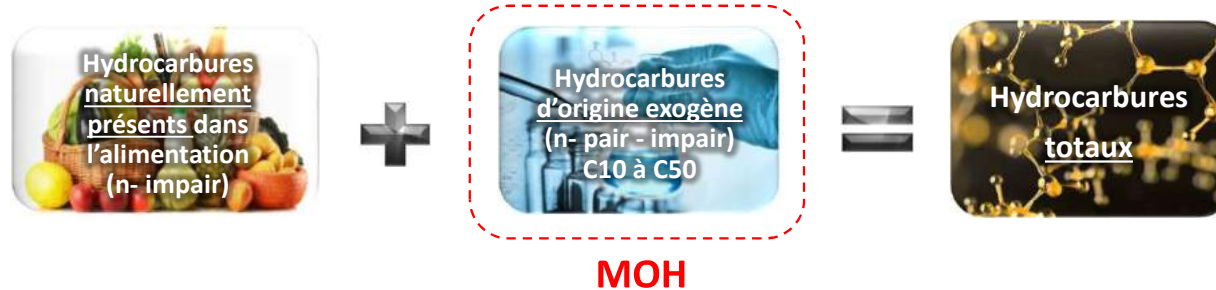 Hydrocarbures
naturellement
présents dans
l’alimentation
(n- impair)
Hydrocarbures
d’origine exogène
(n- pair - impair)
C10 à C50
Hydrocarbures
totaux
MOH